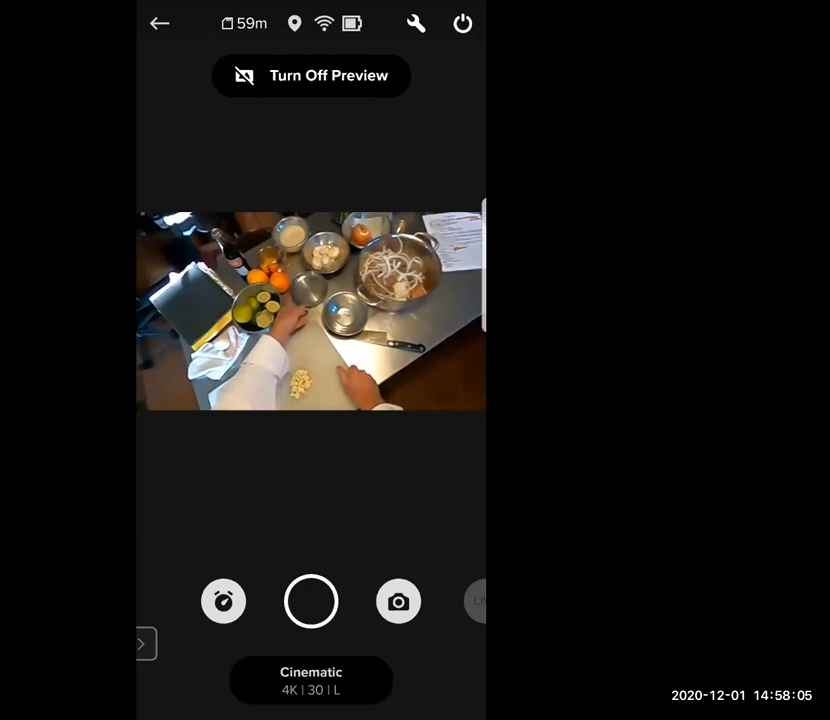 59m
Turn Off Preview
Cinematic
4K | 30 | L
2020-12-01 14:58:05